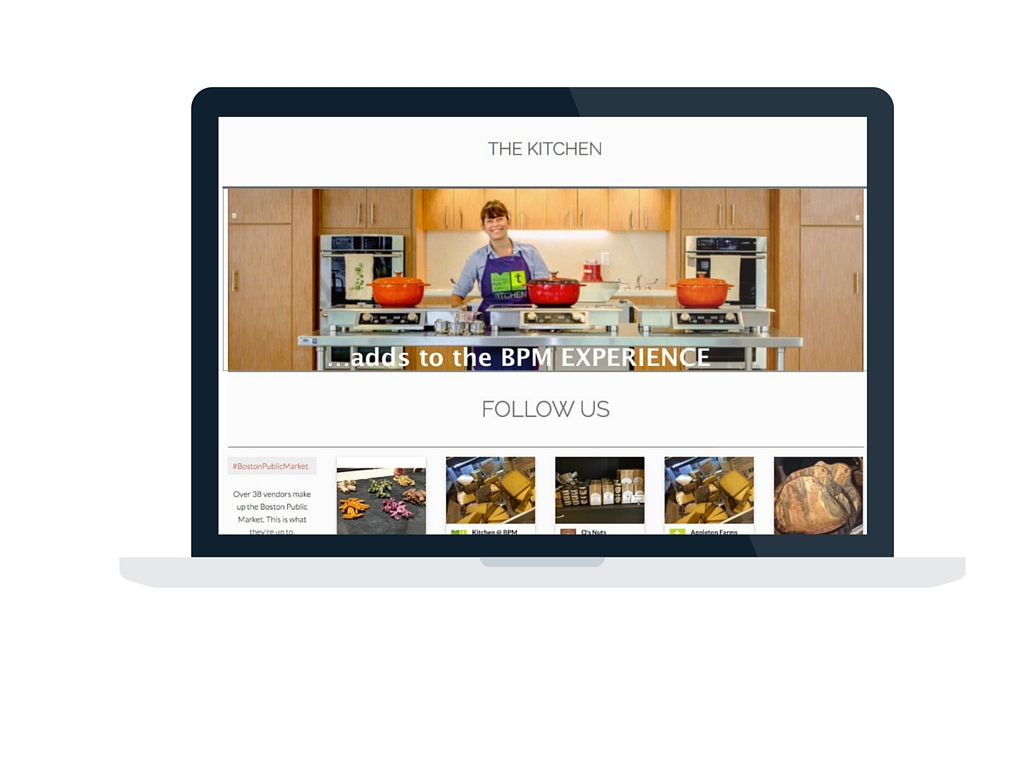 THE KITCHEN
t
KITCHEN
...adds to the BPM EXPERIENCE
FOLLOW US
#BostonPublicMarket
Over 38 vendors make
up the Boston Public
Market. This is what
they're up to
Kitchen @ BPM
Q's Nuts
Appleton Farms